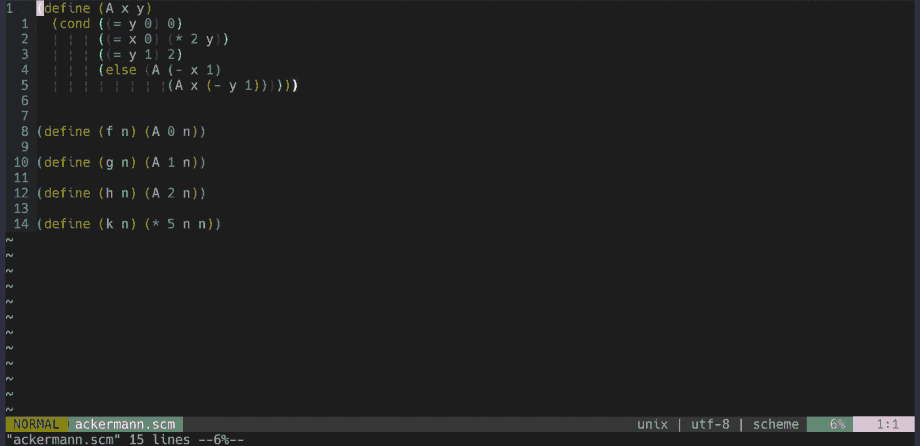 1 (define (A x y)
1 (cond ((= y 0) 0)
2 ((= x 0) (* 2 y))
3 ((= y 1) 2)
4 (else (A (- x 1)
5 (A x (- y 1))))))
6
7
8 (define (f n) (A 0 n))
9
10 (define (g n) (A 1 n))
11
12 (define (h n) (A 2 n))
13
14 (define (k n) (* 5 n n))
~
~
~
~
~
~
~
~
~
~
~
~
NORMAL ackermann.scm unix | utf-8 | scheme 6% 1:1
"ackermann.scm" 15 lines --6%--